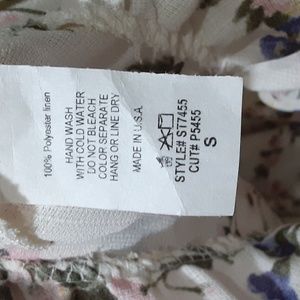 100% Polynster linen
HAND WASH
WITH COLD WATER
DO NOT BLEACH
COLOR SEPARATE
HANG OR LINE DRY
MADE IN U.S.A.
STYLE# ST7455
CUT# P5455
S